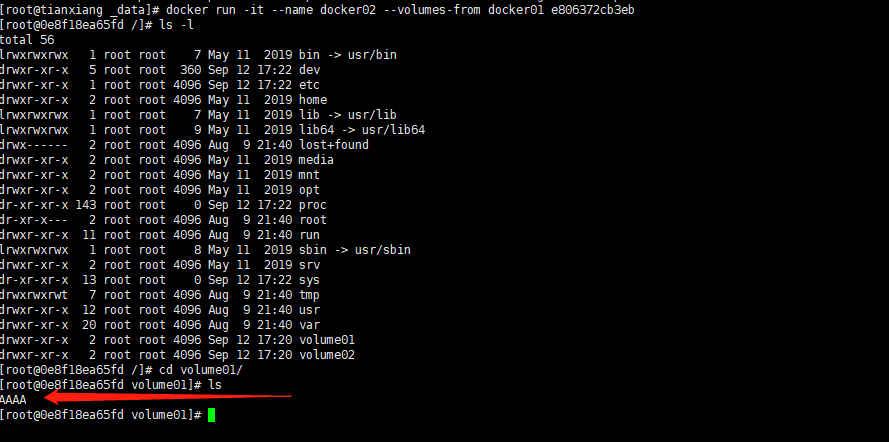 [root@tianxiang _data]# docker run -it --name docker02 --volumes-from docker01 e806372cb3eb
[root@0e8f18ea65fd /]# ls -l
total 56
lrwxrwxrwx   1 root root    7 May 11  2019 bin -> usr/bin
drwxr-xr-x   5 root root  360 Sep 12 17:22 dev
drwxr-xr-x   1 root root 4096 Sep 12 17:22 etc
drwxr-xr-x   2 root root 4096 May 11  2019 home
lrwxrwxrwx   1 root root    7 May 11  2019 lib -> usr/lib
lrwxrwxrwx   1 root root    9 May 11  2019 lib64 -> usr/lib64
drwx------   2 root root 4096 Aug  9 21:40 lost+found
drwxr-xr-x   2 root root 4096 May 11  2019 media
drwxr-xr-x   2 root root 4096 May 11  2019 mnt
drwxr-xr-x   2 root root 4096 May 11  2019 opt
dr-xr-xr-x 143 root root    0 Sep 12 17:22 proc
dr-xr-x---   2 root root 4096 Aug  9 21:40 root
drwxr-xr-x  11 root root 4096 Aug  9 21:40 run
lrwxrwxrwx   1 root root    8 May 11  2019 sbin -> usr/sbin
drwxr-xr-x   2 root root 4096 May 11  2019 srv
dr-xr-xr-x  13 root root    0 Sep 12 17:22 sys
drwxrwxrwt   7 root root 4096 Aug  9 21:40 tmp
drwxr-xr-x  12 root root 4096 Aug  9 21:40 usr
drwxr-xr-x  20 root root 4096 Aug  9 21:40 var
drwxr-xr-x   2 root root 4096 Sep 12 17:20 volume01
drwxr-xr-x   2 root root 4096 Sep 12 17:20 volume02
[root@0e8f18ea65fd /]# cd volume01/
[root@0e8f18ea65fd volume01]# ls
AAAA
[root@0e8f18ea65fd volume01]#